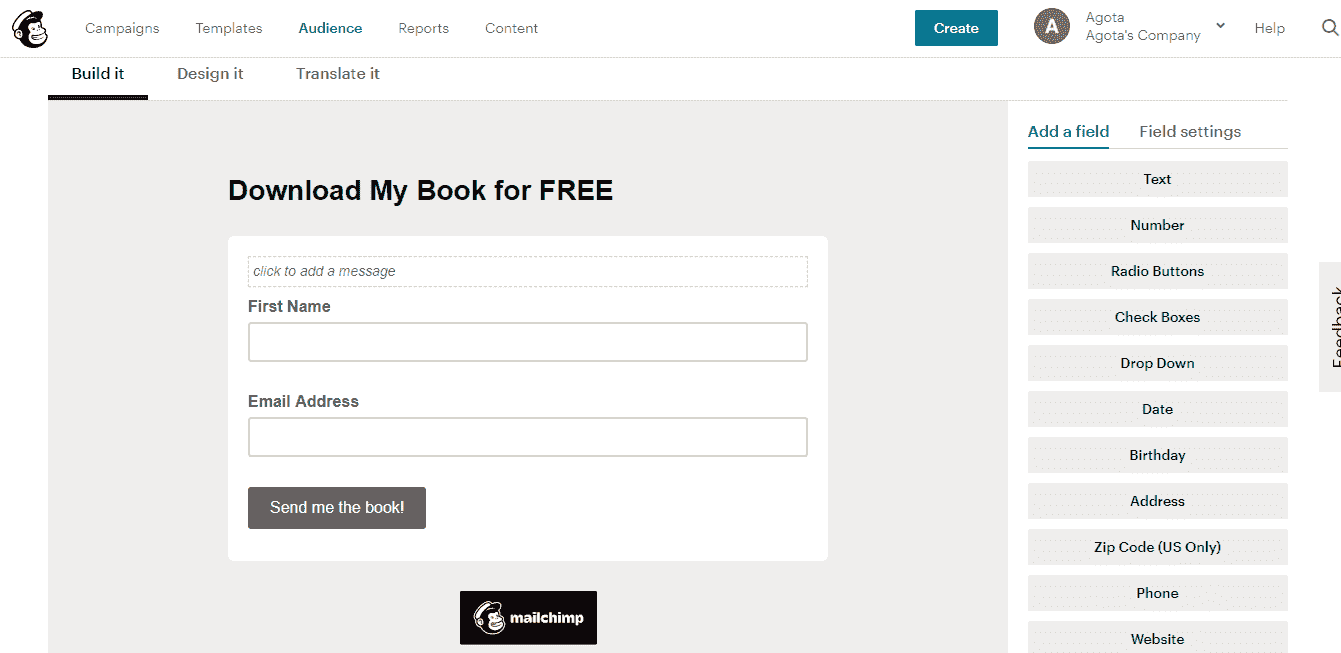 Campaigns Templates Audience Reports Content Create A Agota Help
Agota's Company
Build it Design it Translate it
Add a field Field settings
Download My Book for FREE
click to add a message
First Name
Email Address
Send me the book!
mailchimp
Text
Number
Radio Buttons
Check Boxes
Drop Down
Date
Birthday
Address
Zip Code (US Only)
Phone
Website
Feedback